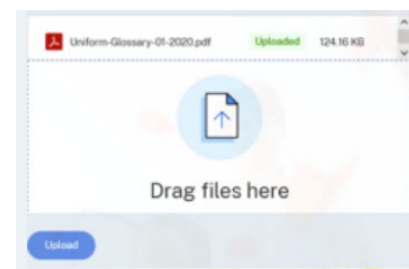 Uniform-Glossary-01-2020.pdf Uploaded 124.16 KB
Drag files here
Upload